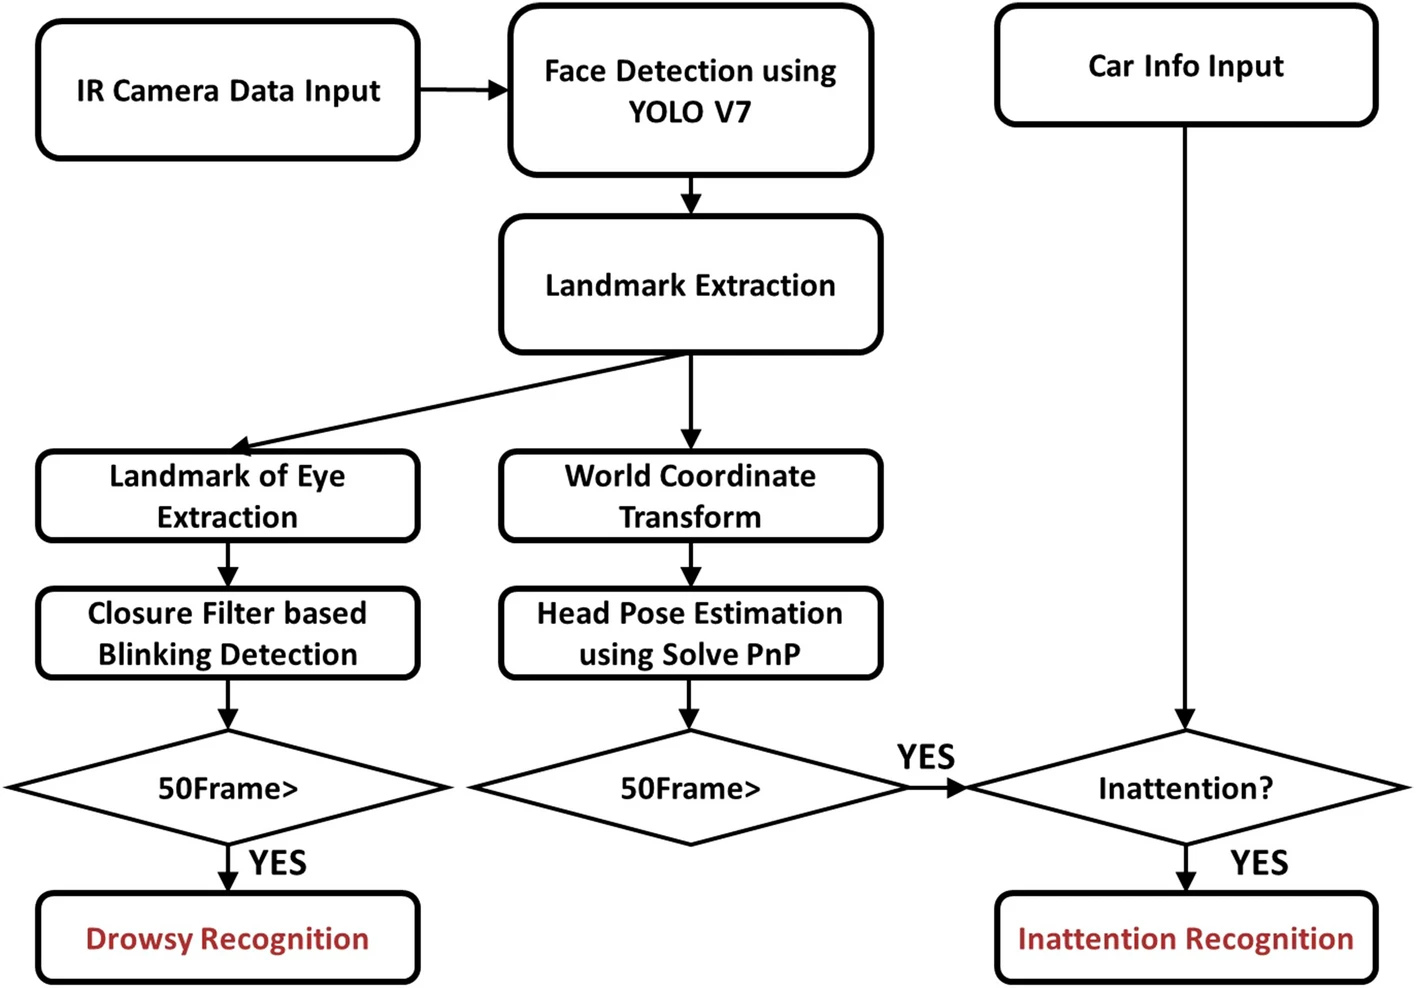 IR Camera Data Input
Face Detection using
YOLO V7
Car Info Input
Landmark Extraction
Landmark of Eye
Extraction
World Coordinate
Transform
Closure Filter based
Blinking Detection
Head Pose Estimation
using Solve PnP
50Frame>
50Frame>
YES
Inattention?
YES
YES
Drowsy Recognition
Inattention Recognition